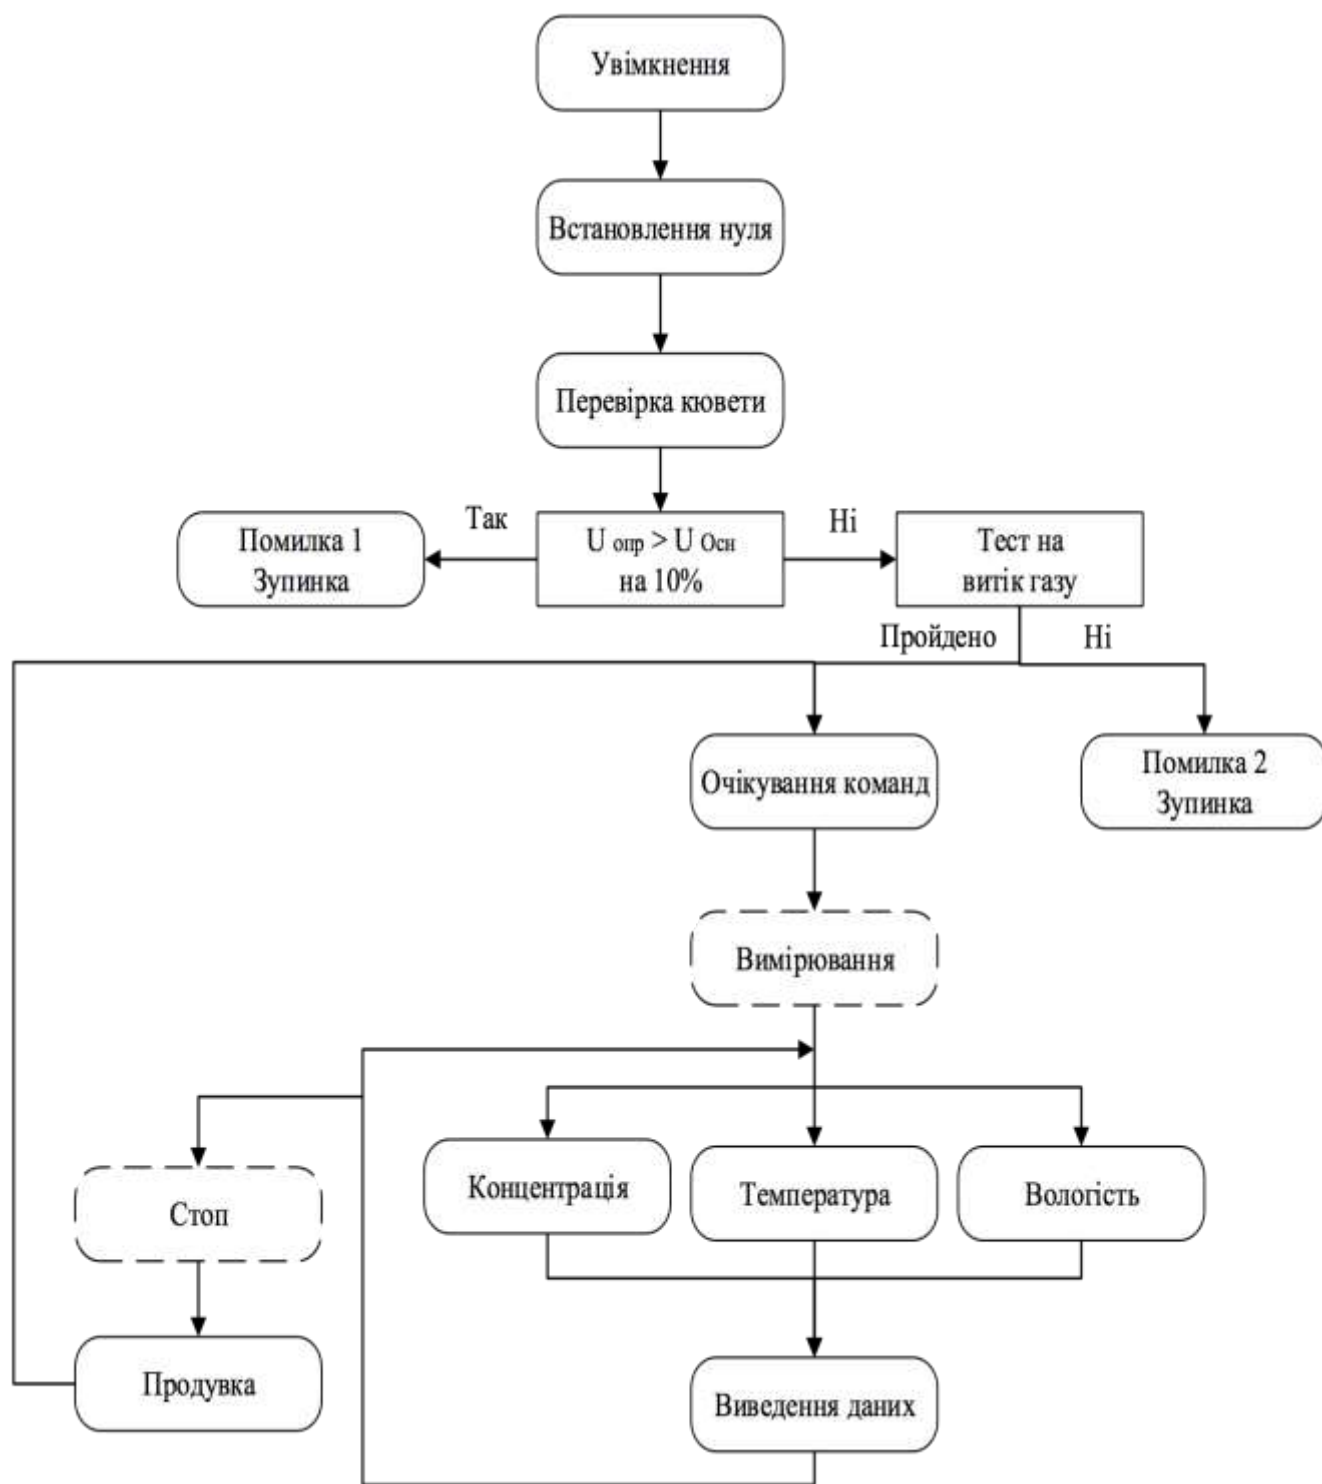 Увімкнення
Встановлення нуля
Перевірка кювети
Так
Ні
Помилка 1
Зупинка
U опр > U Осн
на 10%
Тест на
витік газу
Пройдено
Ні
Очікування команд
Помилка 2
Зупинка
Вимірювання
Концентрація
Температура
Вологість
Стоп
Продувка
Виведення даних